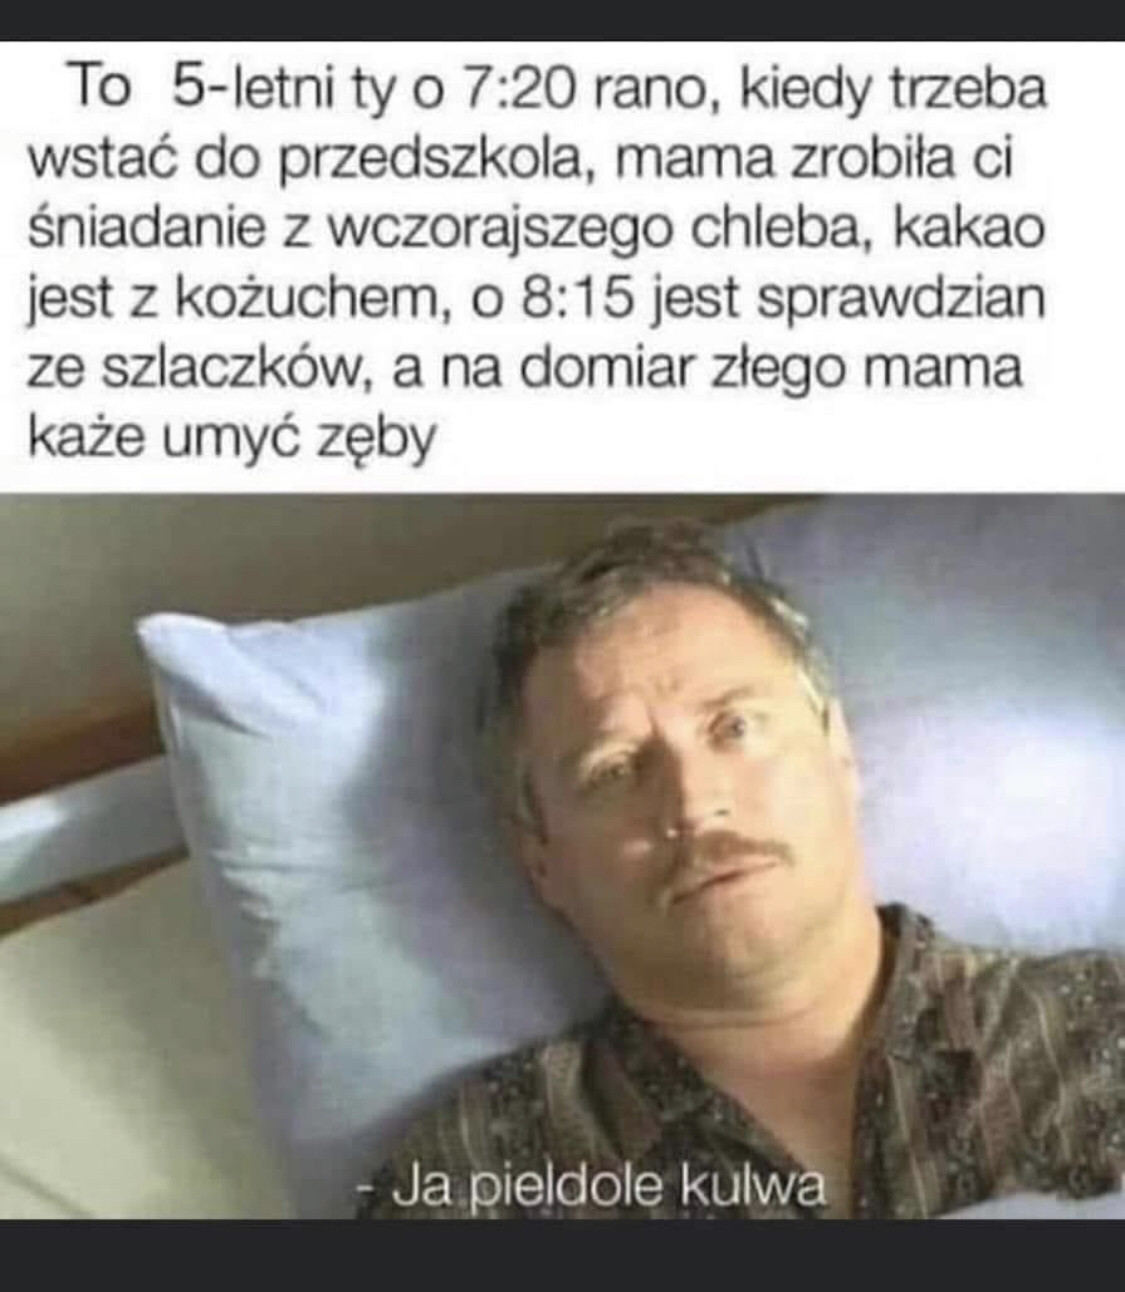 To 5-letni ty o 7:20 rano, kiedy trzeba
wstać do przedszkola, mama zrobiła ci
śniadanie z wczorajszego chleba, kakao
jest z kożuchem, o 8:15 jest sprawdzian
ze szlaczków, a na domiar złego mama
każe umyć zęby
- Ja pieldole kulwa